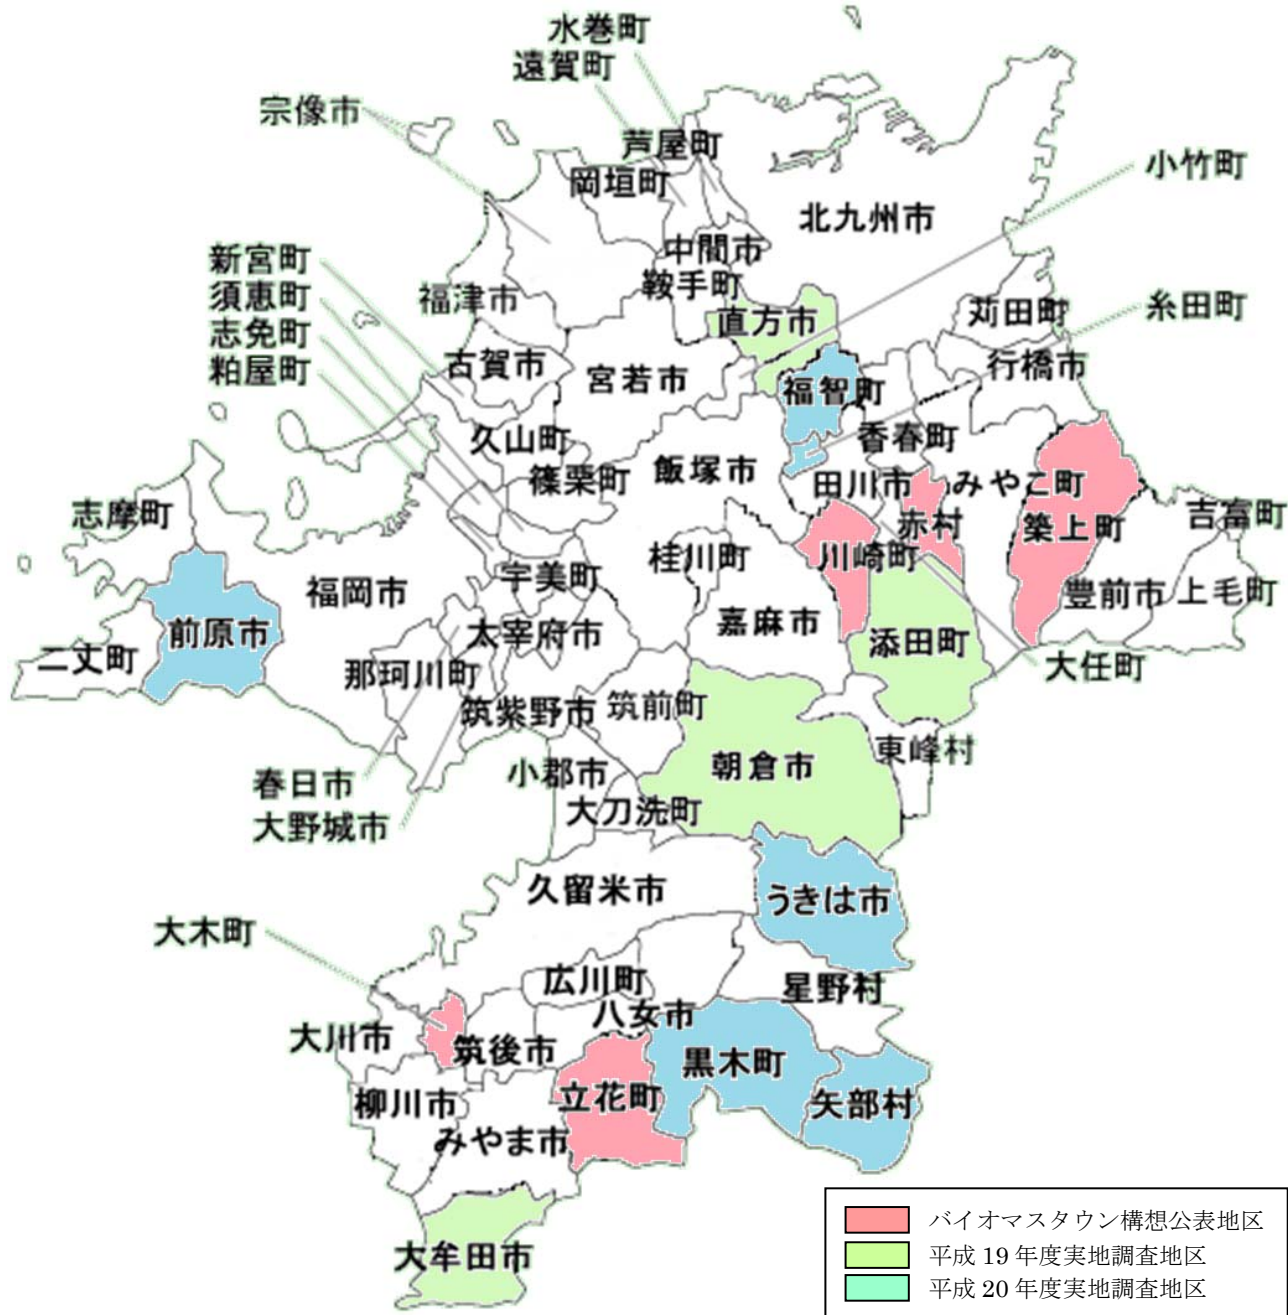 水巻町
遠賀町
宗像市
芦屋町
岡垣町
小竹町
北九州市
中間市
新宮町
鞍手町
須恵町
福津市
直方市
苅田町
糸田町
志免町
古賀市
行橋市
粕屋町
宮若市
福智町
久山町
香春町
篠栗町
飯塚市
田川市
みやこ町
志摩町
赤村
築上町
吉富町
桂川町
川崎町
宇美町
福岡市
豊前市
上毛町
嘉麻市
前原市
太宰府市
添田町
二丈町
那珂川町
大任町
筑紫野市
筑前町
東峰村
朝倉市
小郡市
春日市
大刀洗町
大野城市
久留米市
うきは市
大木町
広川町
星野村
八女市
大川市
筑後市
黒木町
柳川市
立花町
矢部村
みやま市
大牟田市
バイオマスタウン構想公表地区
平成 19 年度実地調査地区
平成 20 年度実地調査地区